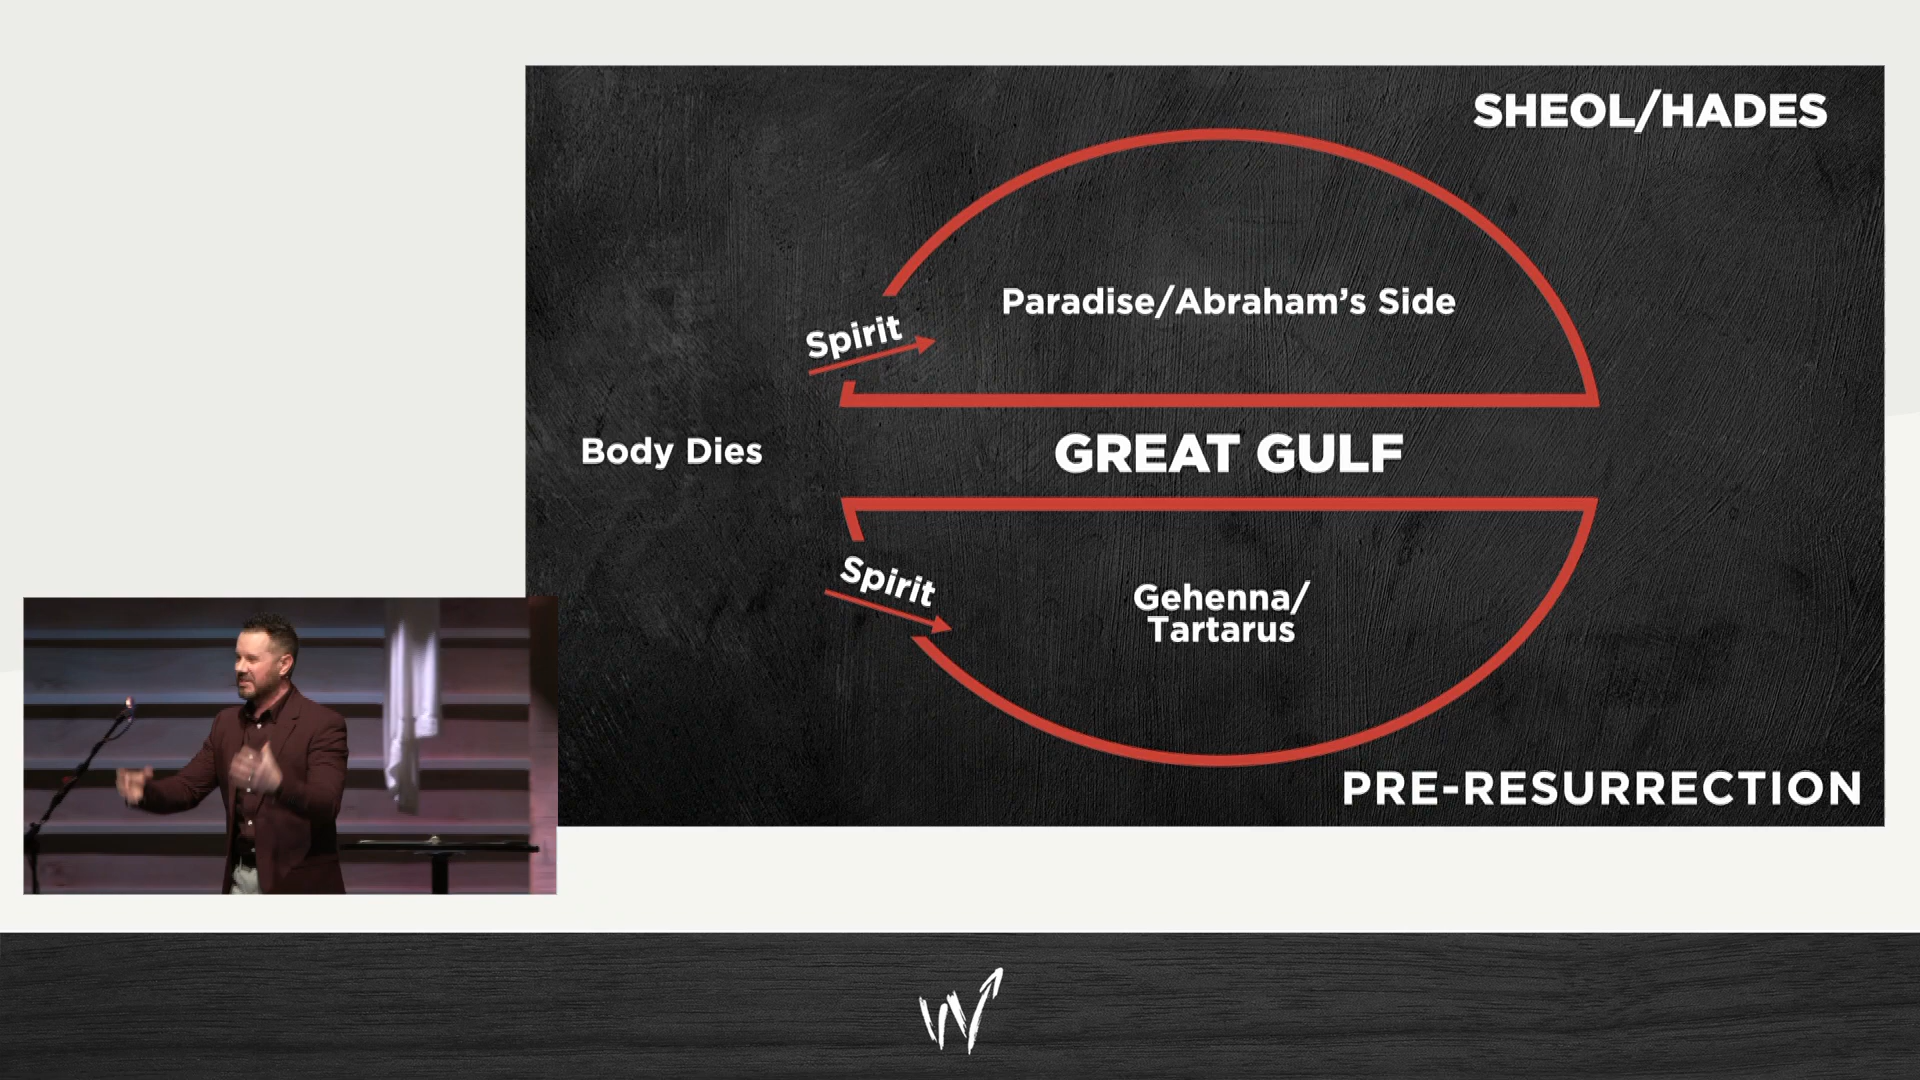 SHEOL/HADES
Paradise/Abraham's Side
Spirit
Body Dies
GREAT GULF
Spirit
Gehenna/
Tartarus
PRE-RESURRECTION
W